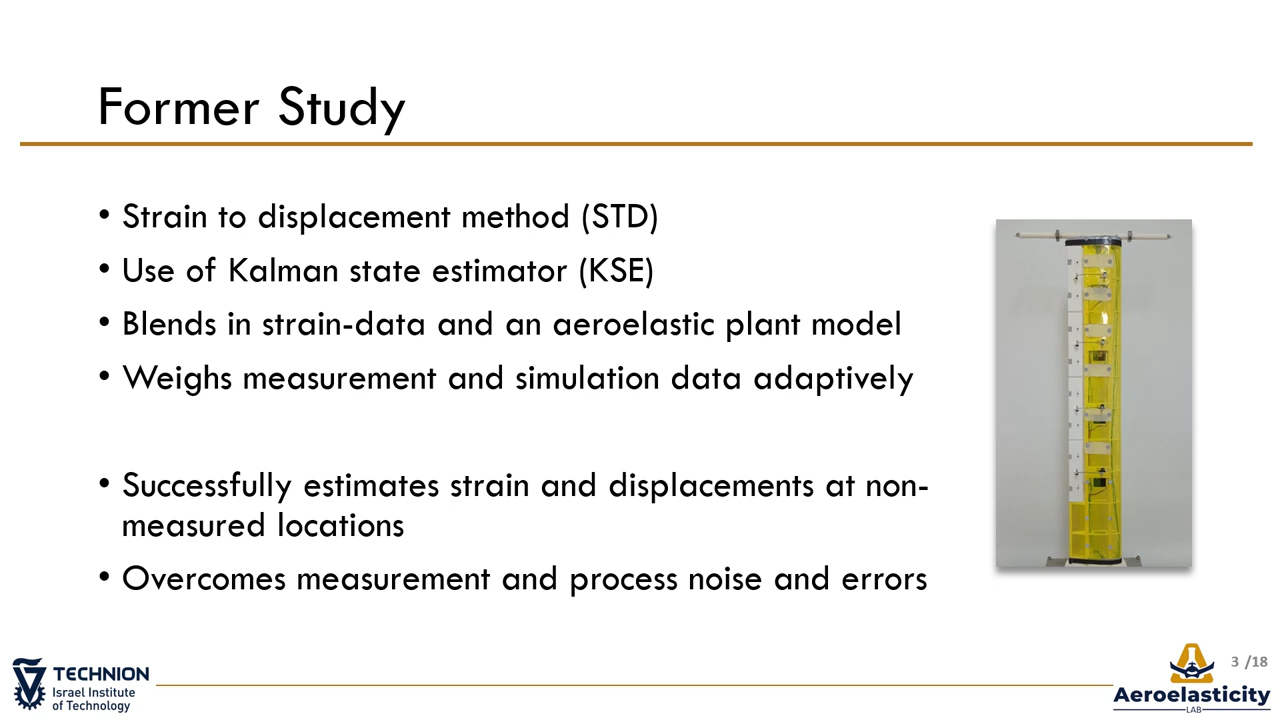 Former Study
• Strain to displacement method (STD)
• Use of Kalman state estimator (KSE)
• Blends in strain-data and an aeroelastic plant model
• Weighs measurement and simulation data adaptively
• Successfully estimates strain and displacements at non-
measured locations
• Overcomes measurement and process noise and errors
TECHNION
Israel Institute
of Technology
3 /18
Aeroelasticity
LAB